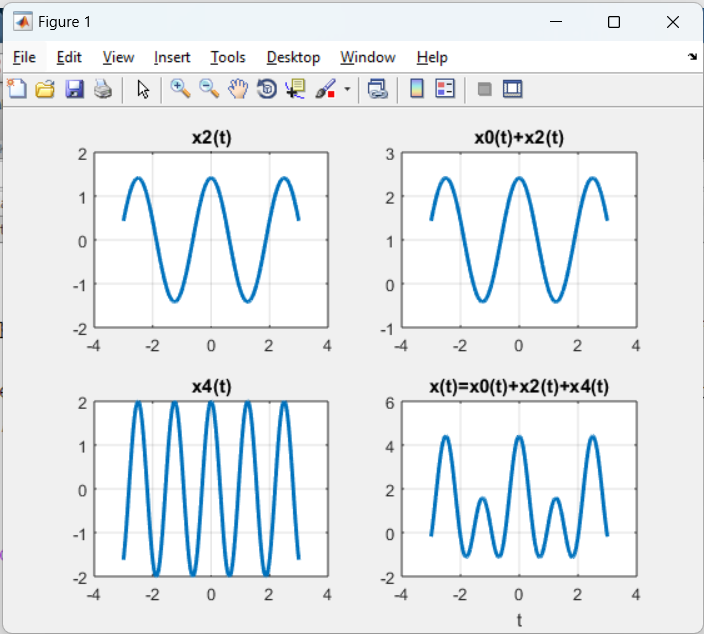 Figure 1
File Edit View Insert Tools Desktop Window Help
x2(t)
2
1
0
-1
-2
-4 -2 0 2 4
x0(t)+x2(t)
3
2
1
0
-1
-4 -2 0 2 4
x4(t)
2
1
0
-1
-2
-4 -2 0 2 4
x(t)=x0(t)+x2(t)+x4(t)
6
4
2
0
-2
-4 -2 0 2 4
t